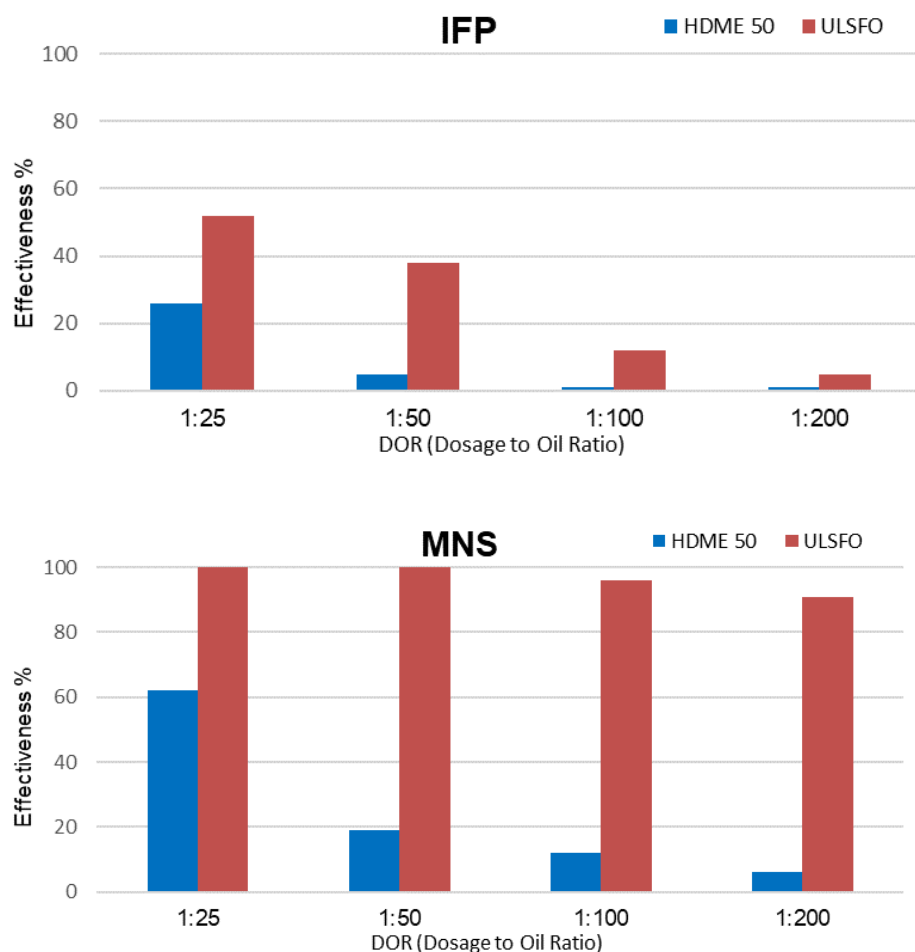 IFP
HDME 50 ULSFO
100
80
60
40
20
0
Effectiveness %
1:25 1:50 1:100 1:200
DOR (Dosage to Oil Ratio)
MNS
HDME 50 ULSFO
100
80
60
40
20
0
Effectiveness %
1:25 1:50 1:100 1:200
DOR (Dosage to Oil Ratio)